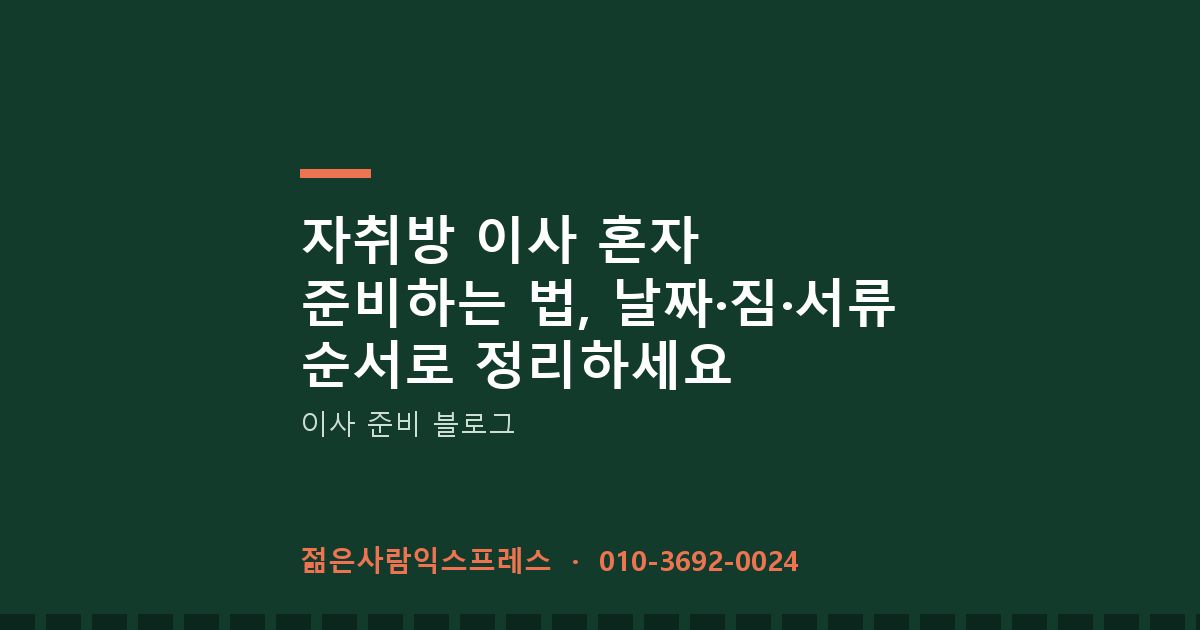 자취방 이사 혼자
준비하는 법, 날짜·짐·서류
순서로 정리하세요
이사 준비 블로그
젊은사람익스프레스 · 010-3692-0024